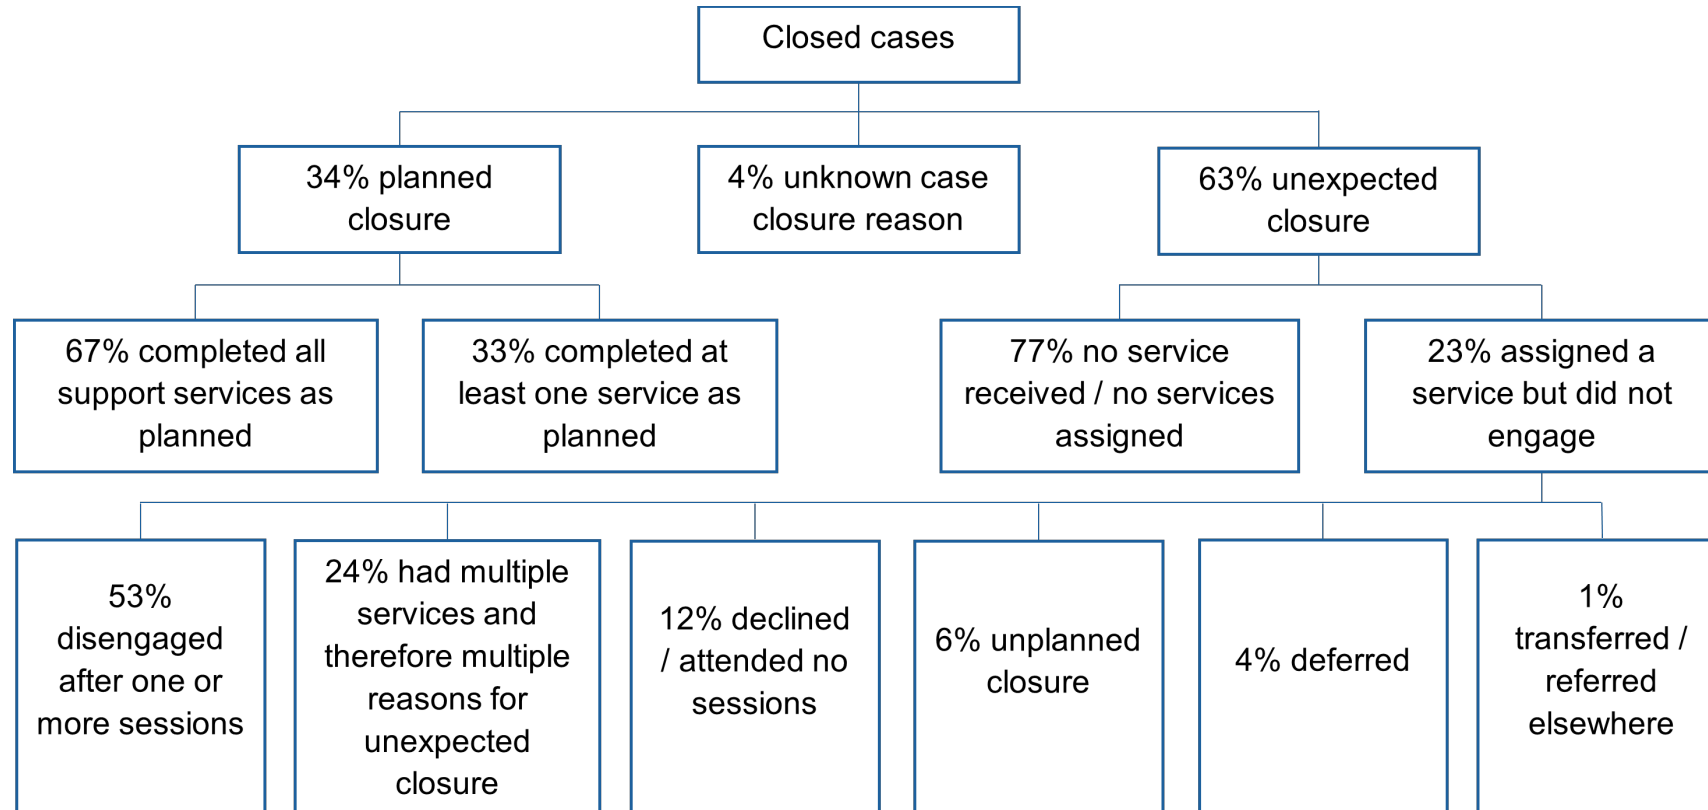 Closed cases
34% planned
closure
4% unknown case
closure reason
63% unexpected
closure
67% completed all
support services as
planned
33% completed at
least one service as
planned
77% no service
received / no services
assigned
23% assigned a
service but did not
engage
53%
disengaged
after one or
more sessions
24% had multiple
services and
therefore multiple
reasons for
unexpected
closure
12% declined
/ attended no
sessions
6% unplanned
closure
4% deferred
1%
transferred /
referred
elsewhere